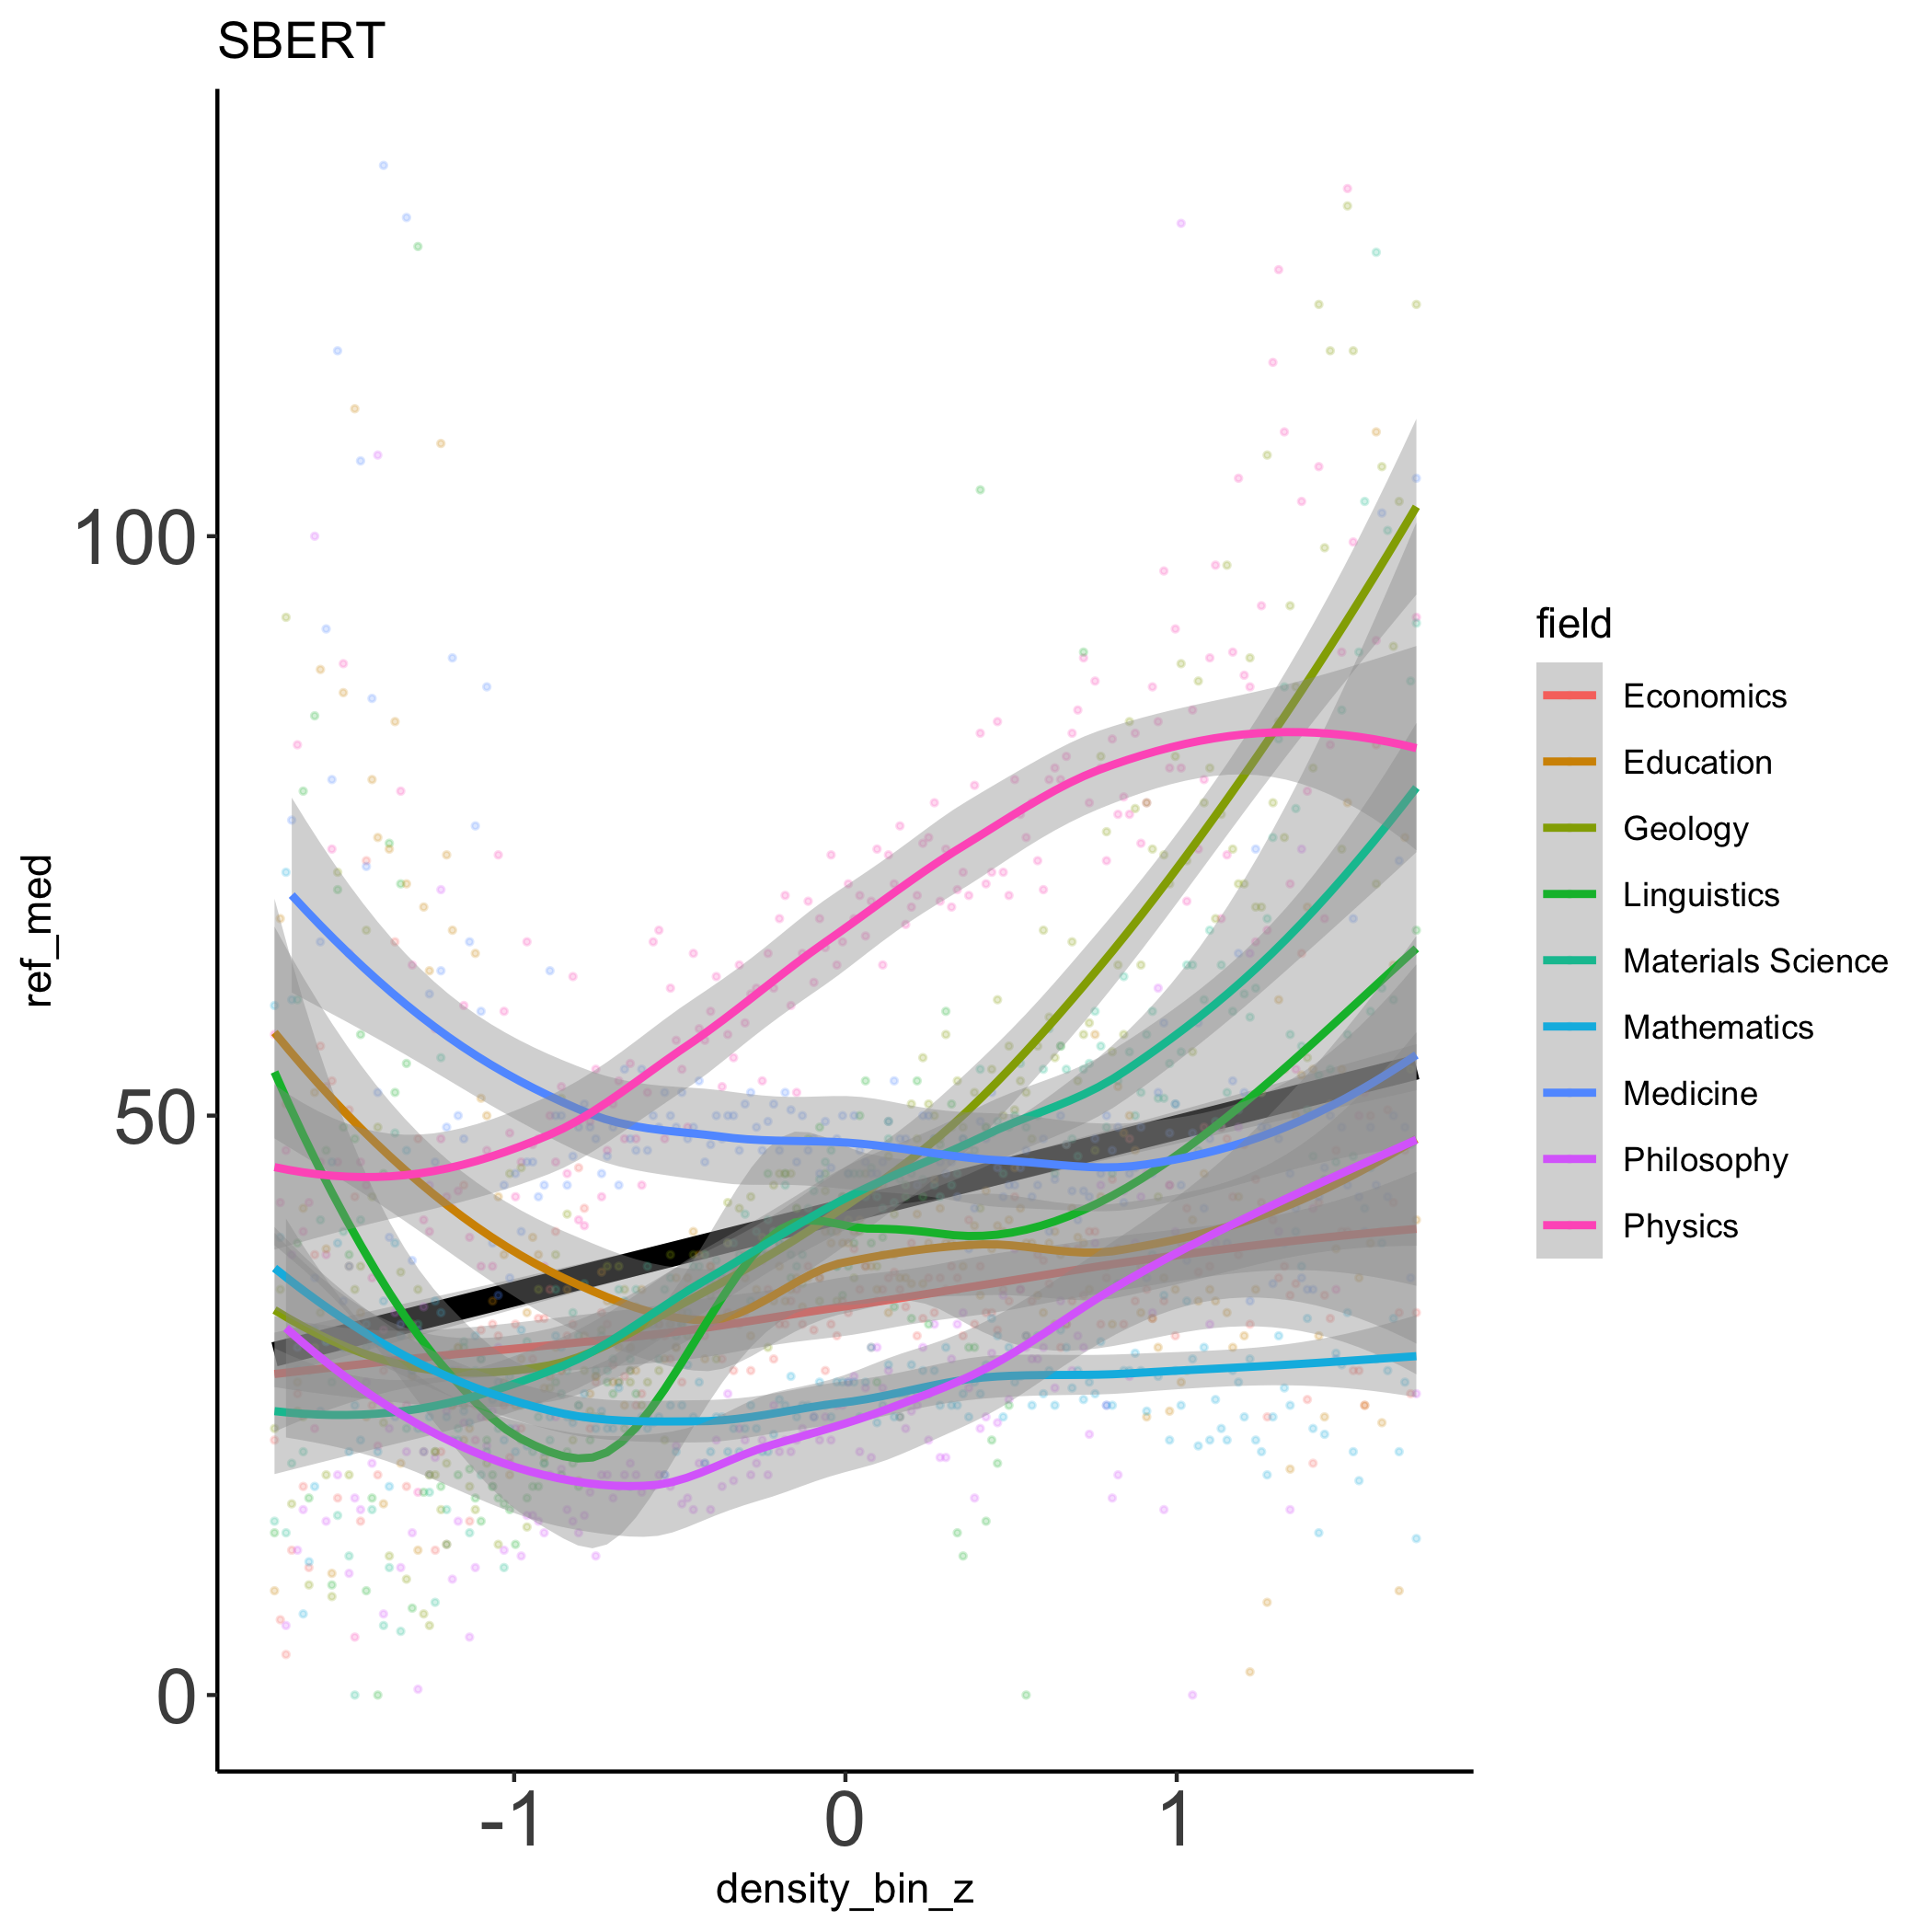 SBERT
ref_med
100
50
0
-1
0
1
density_bin_z
field
Economics
Education
Geology
Linguistics
Materials Science
Mathematics
Medicine
Philosophy
Physics